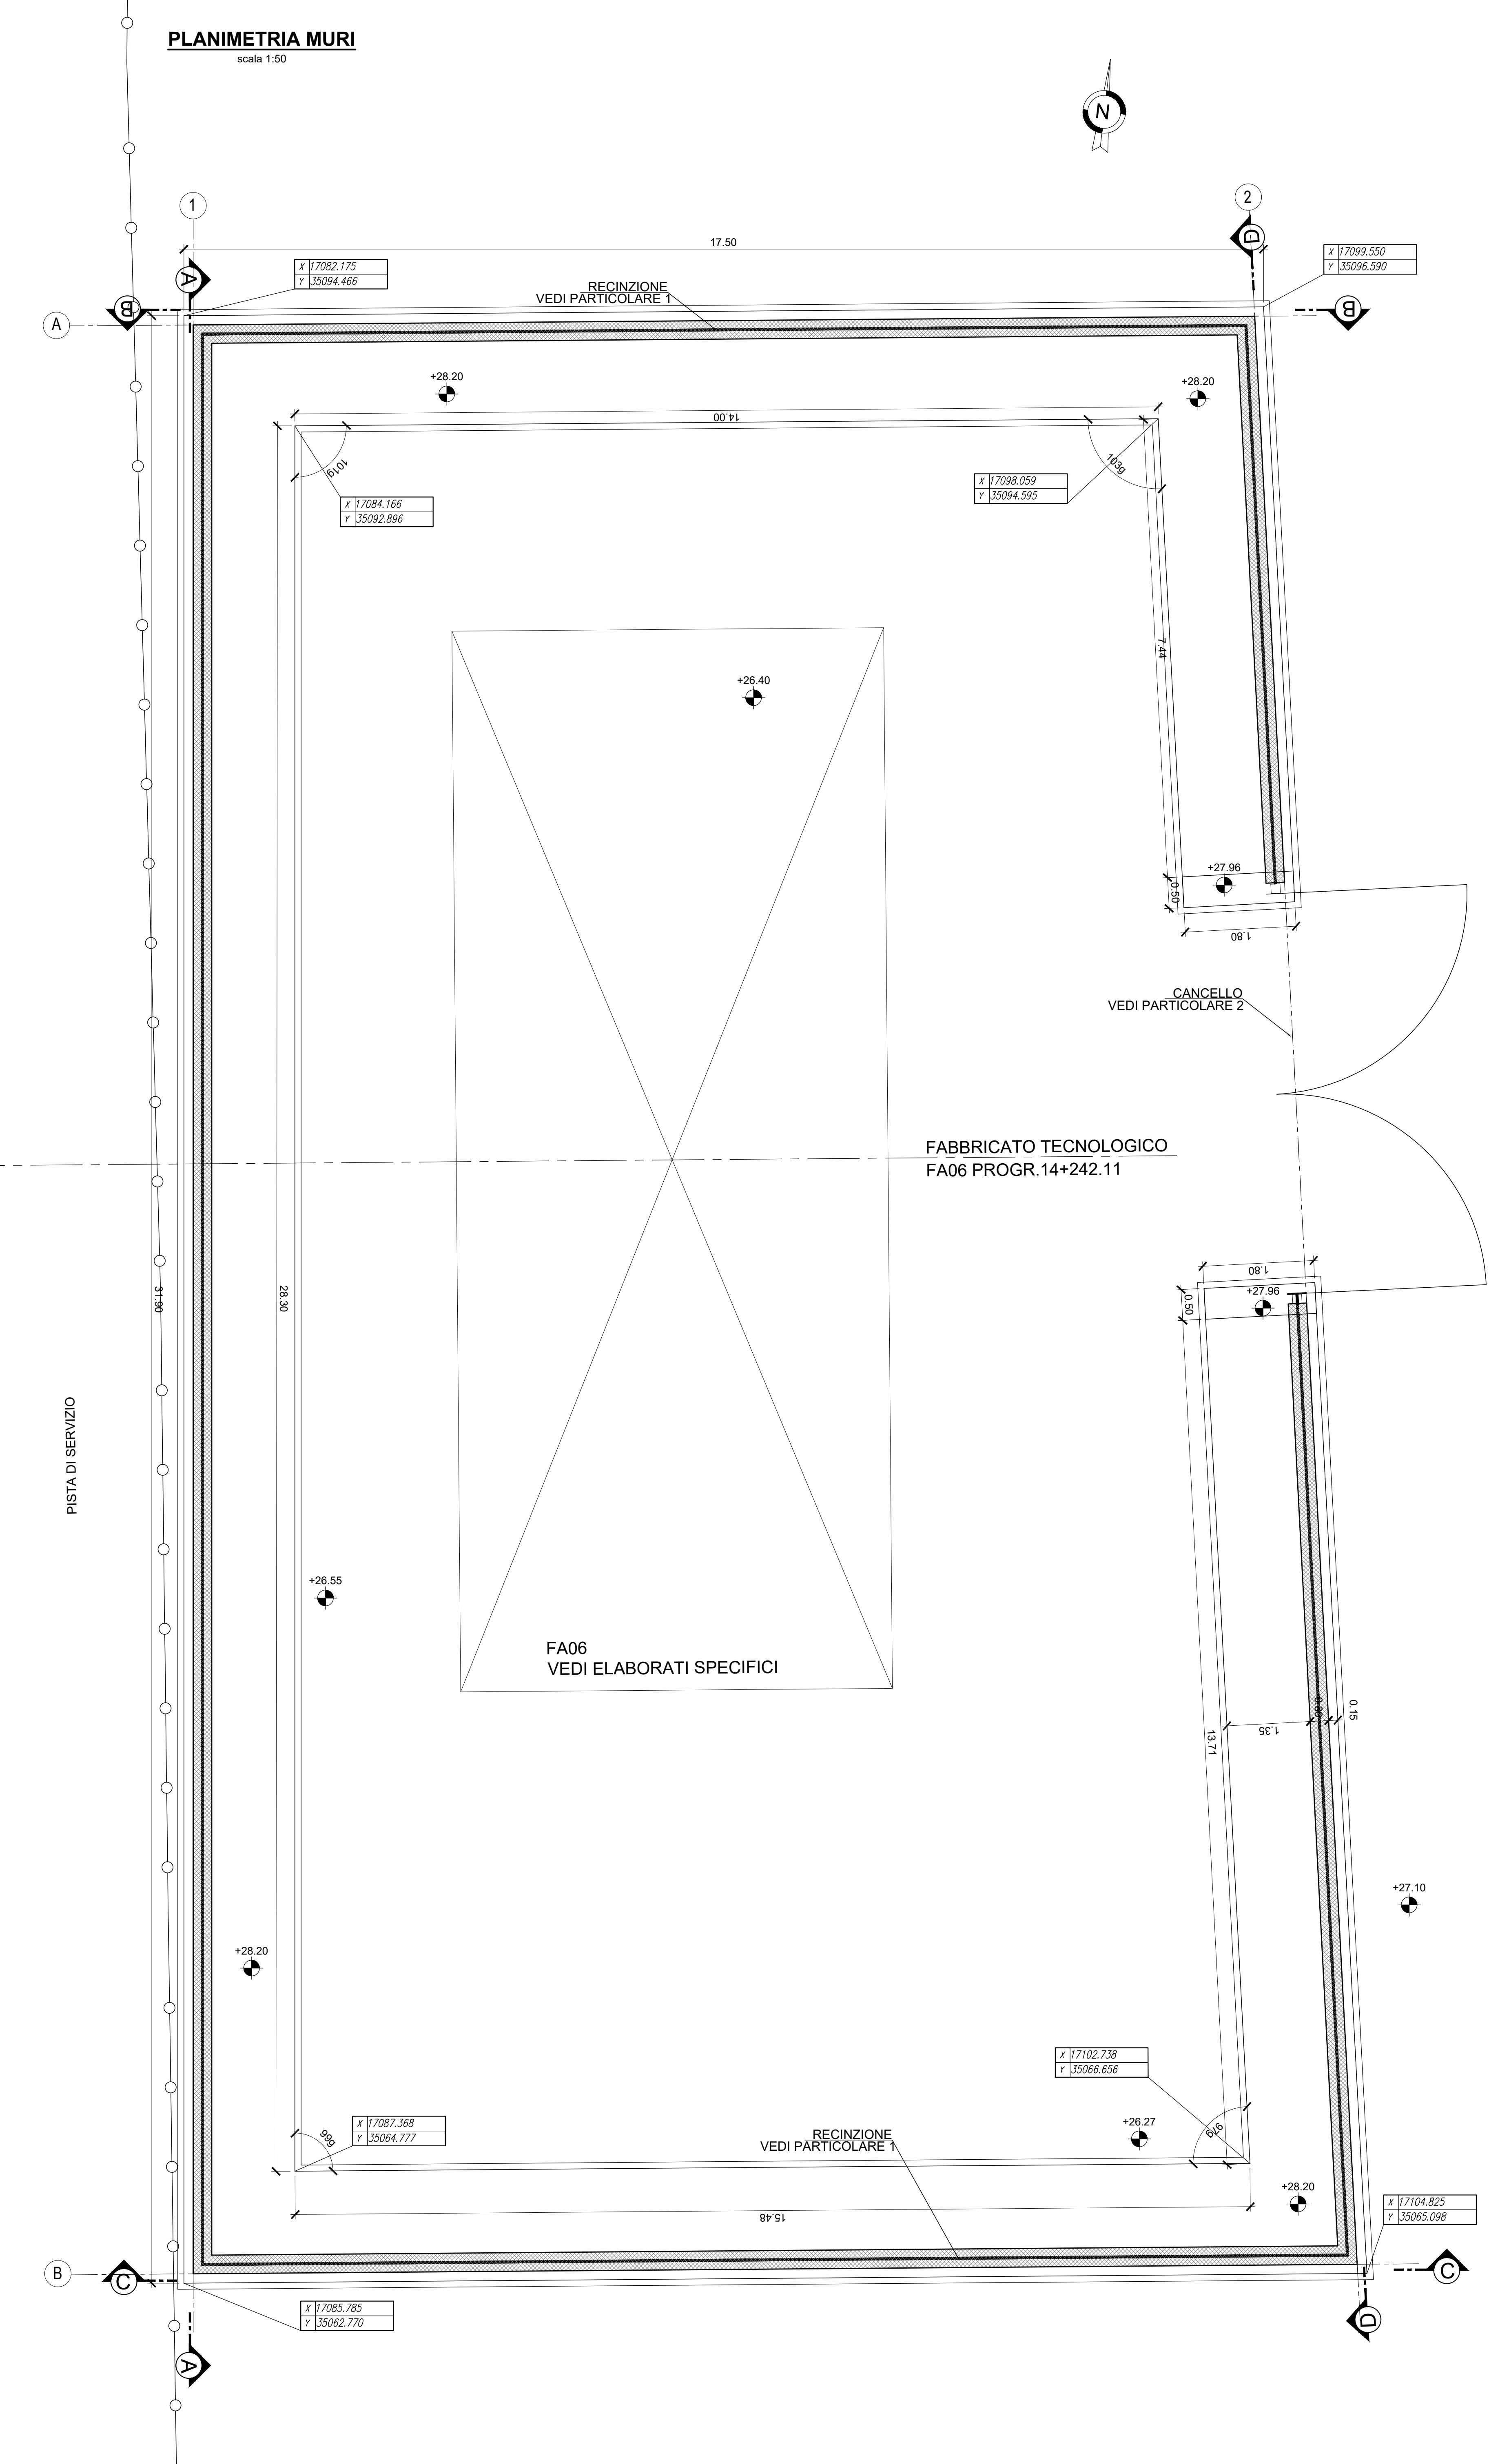 PLANIMETRIA MURI
scala 1:50
N
1
2
17.50
D
A
X 17082.175
Y 35094.466
X 17099.550
Y 35096.590
RECINZIONE
VEDI PARTICOLARE 1
B
B
A
+28.20
+28.20
14.00
101g
103g
X 17084.166
Y 35092.896
X 17098.059
Y 35094.595
7.44
+26.40
+27.96
0.50
1.80
CANCELLO
VEDI PARTICOLARE 2
FABBRICATO TECNOLOGICO
FA06 PROGR.14+242.11
1.80
+27.96
0.50
31.90
28.30
PISTA DI SERVIZIO
+26.55
FA06
VEDI ELABORATI SPECIFICI
13.71
1.35
0.30
0.15
+27.10
+28.20
X 17102.738
Y 35066.656
X 17087.368
Y 35064.777
99g
97g
+26.27
RECINZIONE
VEDI PARTICOLARE 1
+28.20
15.48
X 17104.825
Y 35065.098
B
C
C
X 17085.785
Y 35062.770
D
A